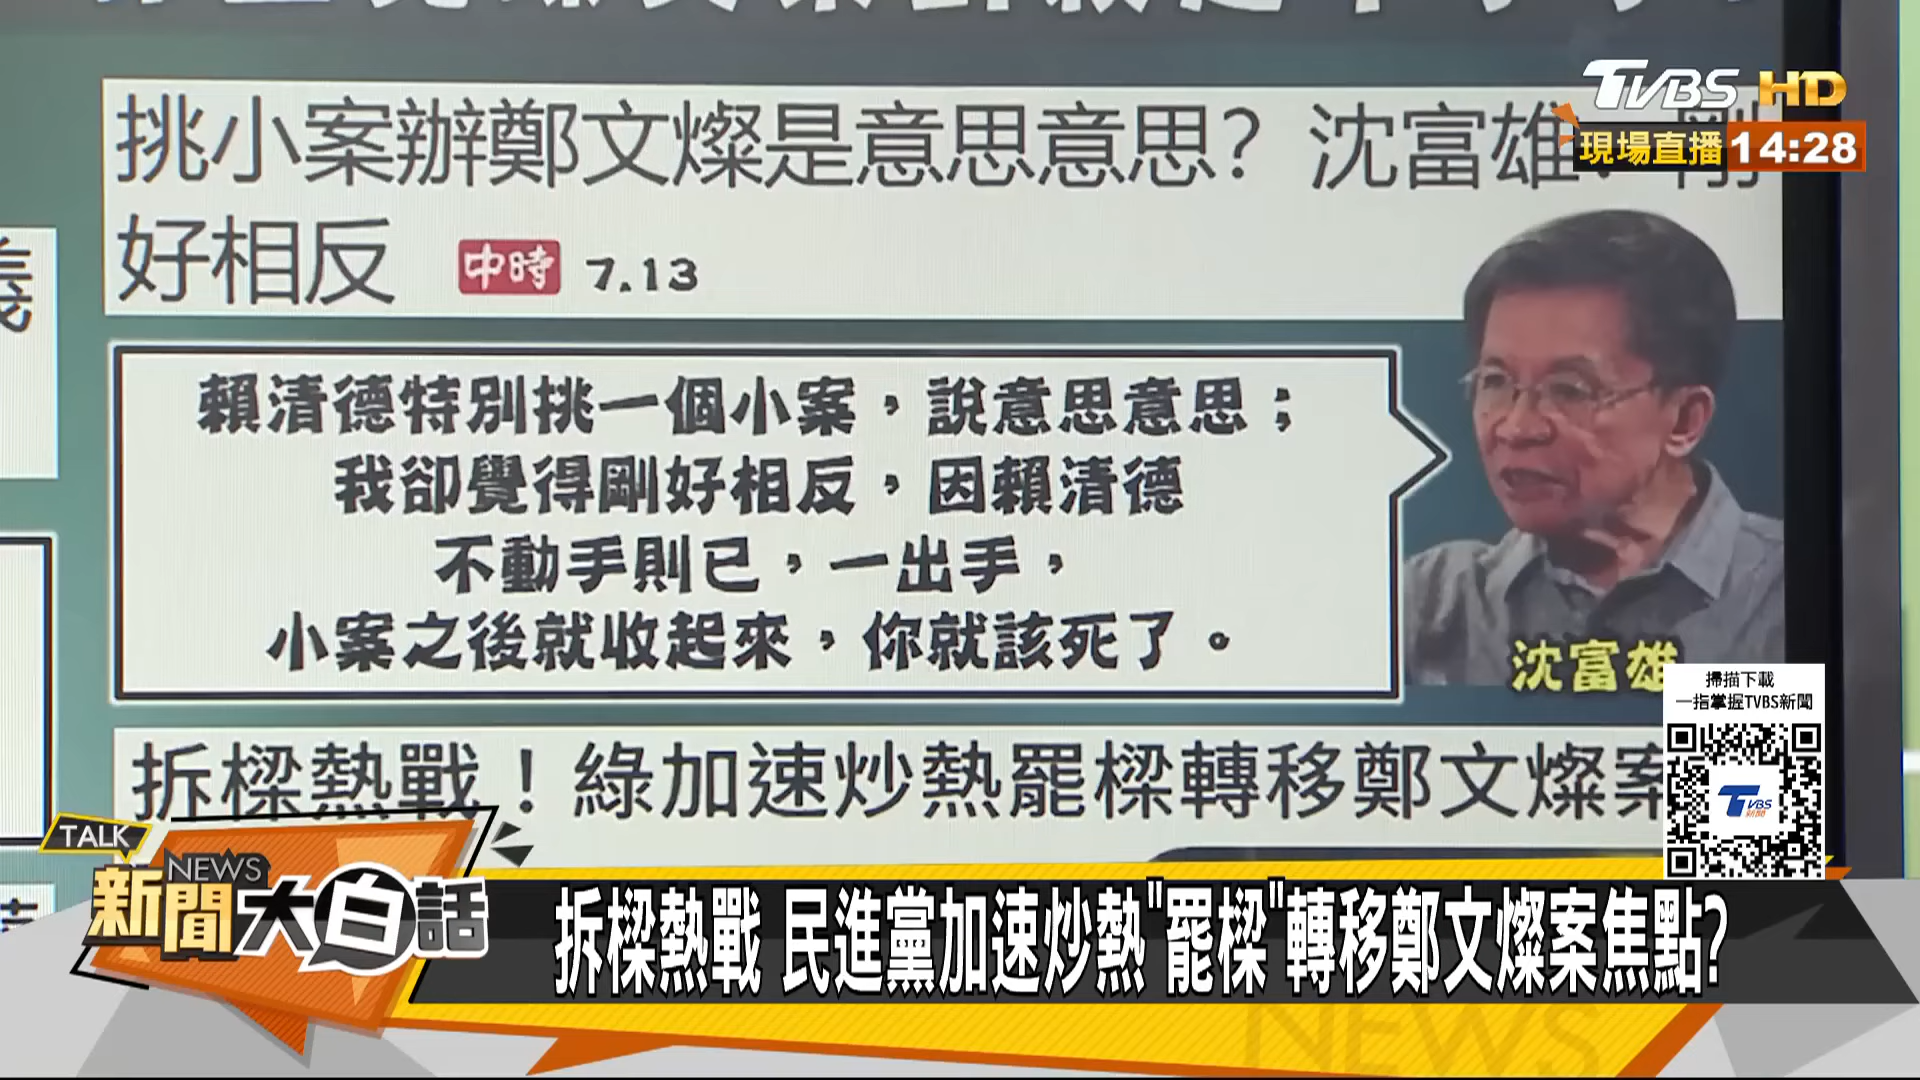 TVBS HD
現場直播 14:28
挑小案辦鄭文燦是意思意思？沈富雄：剛
好相反 中時 7.13
賴清德特別挑一個小案，說意思意思；
我卻覺得剛好相反，因賴清德
不動手則已，一出手，
小案之後就收起來，你就該死了。
沈富雄
掃描下載
一指掌握TVBS新聞
TVBS
新聞
拆樑熱戰！綠加速炒熱罷樑轉移鄭文燦案
TALK
NEWS
新聞大白話
拆樑熱戰 民進黨加速炒熱"罷樑"轉移鄭文燦案焦點？
NEWS